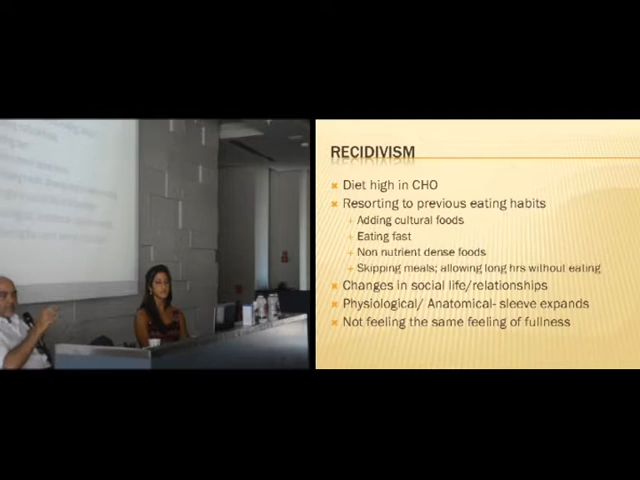 RECIDIVISM
Diet high in CHO
Resorting to previous eating habits
Adding cultural foods
Eating fast
Non nutrient dense foods
Skipping meals; allowing long hrs without eating
Changes in social life/relationships
Physiological/ Anatomical- sleeve expands
Not feeling the same feeling of fullness